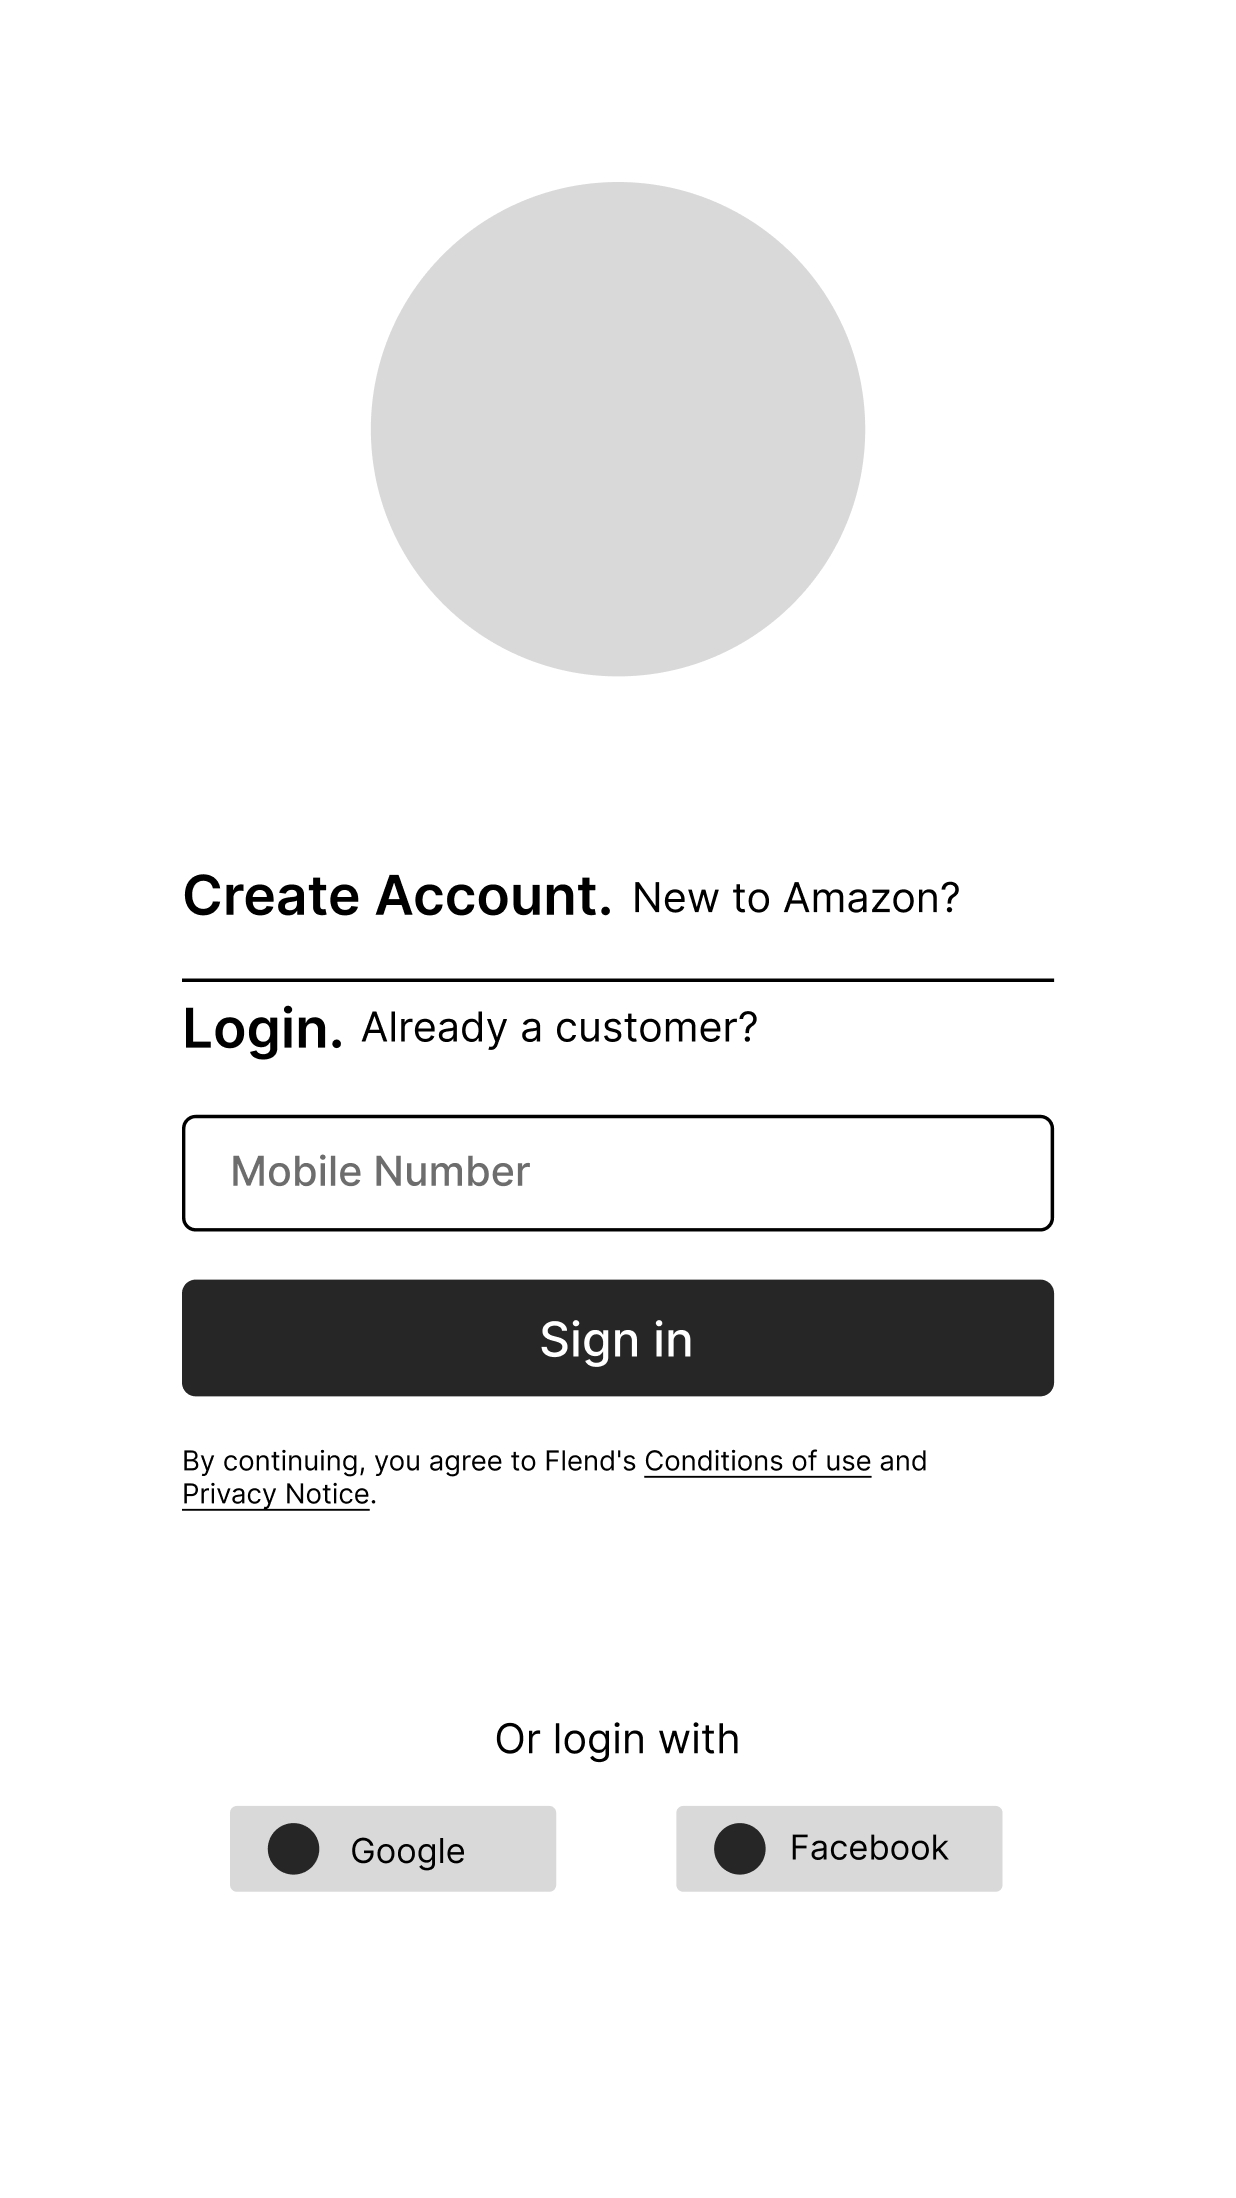 Create Account. New to Amazon?
Login. Already a customer?
Mobile Number
Sign in
By continuing, you agree to Flend's Conditions of use and
Privacy Notice.
Or login with
Google Facebook